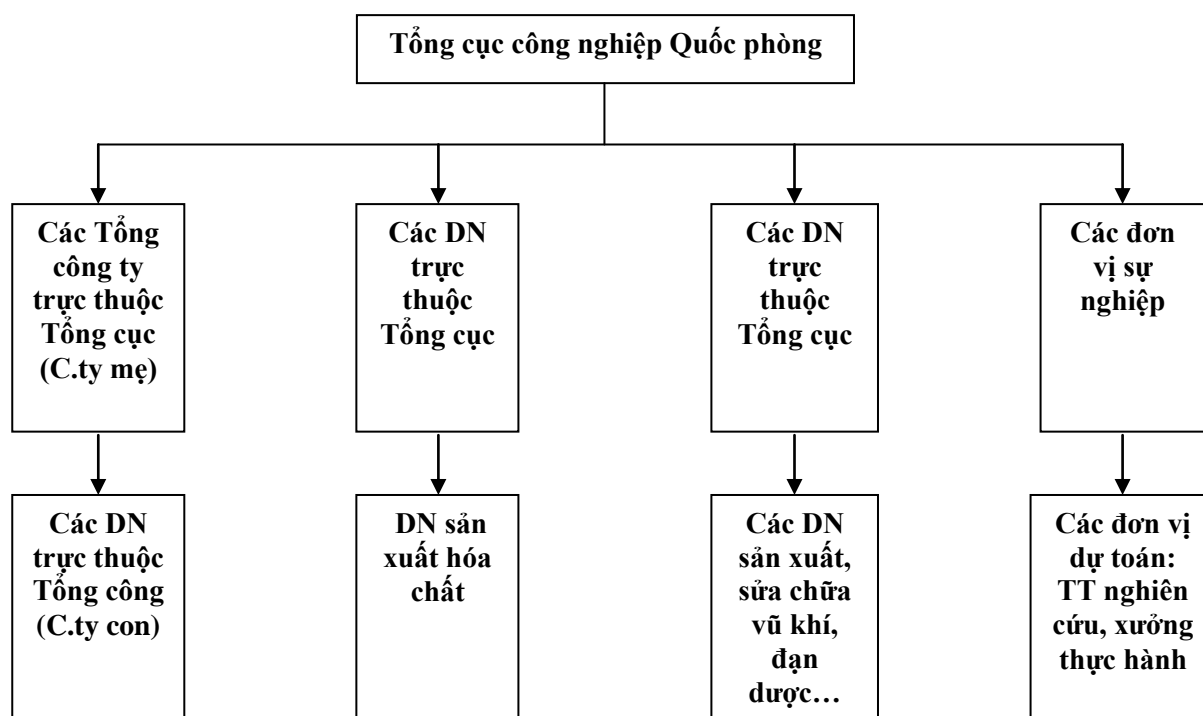 Tổng cục công nghiệp Quốc phòng
Các Tổng
công ty
trực thuộc
Tổng cục
(C.ty mẹ)
Các DN
trực
thuộc
Tổng cục
Các DN
trực
thuộc
Tổng cục
Các đơn
vị sự
nghiệp
Các DN
trực thuộc
Tổng công
(C.ty con)
DN sản
xuất hóa
chất
Các DN
sản xuất,
sửa chữa
vũ khí,
đạn
dược…
Các đơn vị
dự toán:
TT nghiên
cứu, xưởng
thực hành